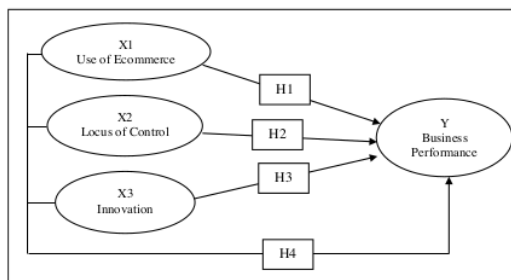 X1
Use of Ecommerce
H1
X2
Locus of Control
H2
Y
Business
Performance
X3
Innovation
H3
H4